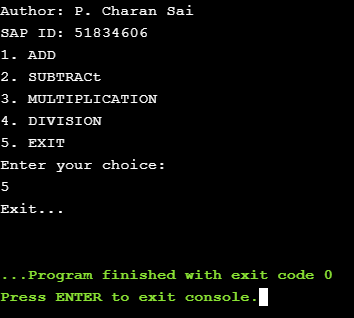 Author: P. Charan Sai
SAP ID: 51834606
1. ADD
2. SUBTRACt
3. MULTIPLICATION
4. DIVISION
5. EXIT
Enter your choice:
5
Exit...
...Program finished with exit code 0
Press ENTER to exit console.